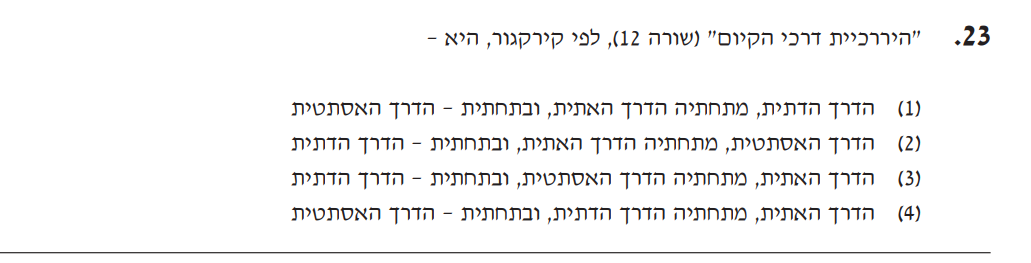 23. "היררכיית דרכי הקיום" (שורה 12), לפי קירקגור, היא –
(1) הדרך הדתית, מתחתיה הדרך האתית, ובתחתית – הדרך האסתטית
(2) הדרך האסתטית, מתחתיה הדרך האתית, ובתחתית – הדרך הדתית
(3) הדרך האתית, מתחתיה הדרך האסתטית, ובתחתית – הדרך הדתית
(4) הדרך האתית, מתחתיה הדרך הדתית, ובתחתית – הדרך האסתטית